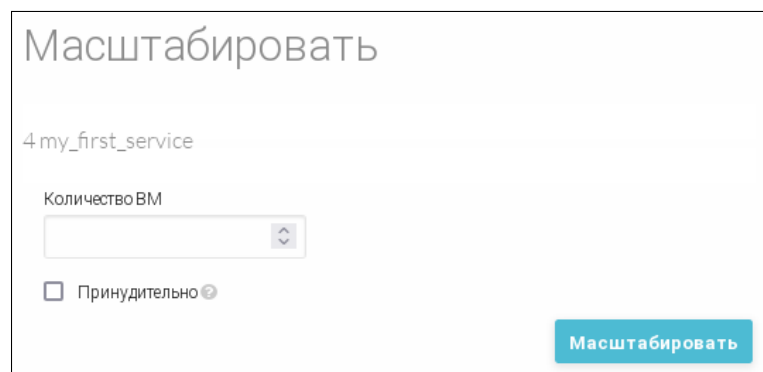 Масштабировать
4 my_first_service
Количество ВМ
Принудительно ?
Масштабировать